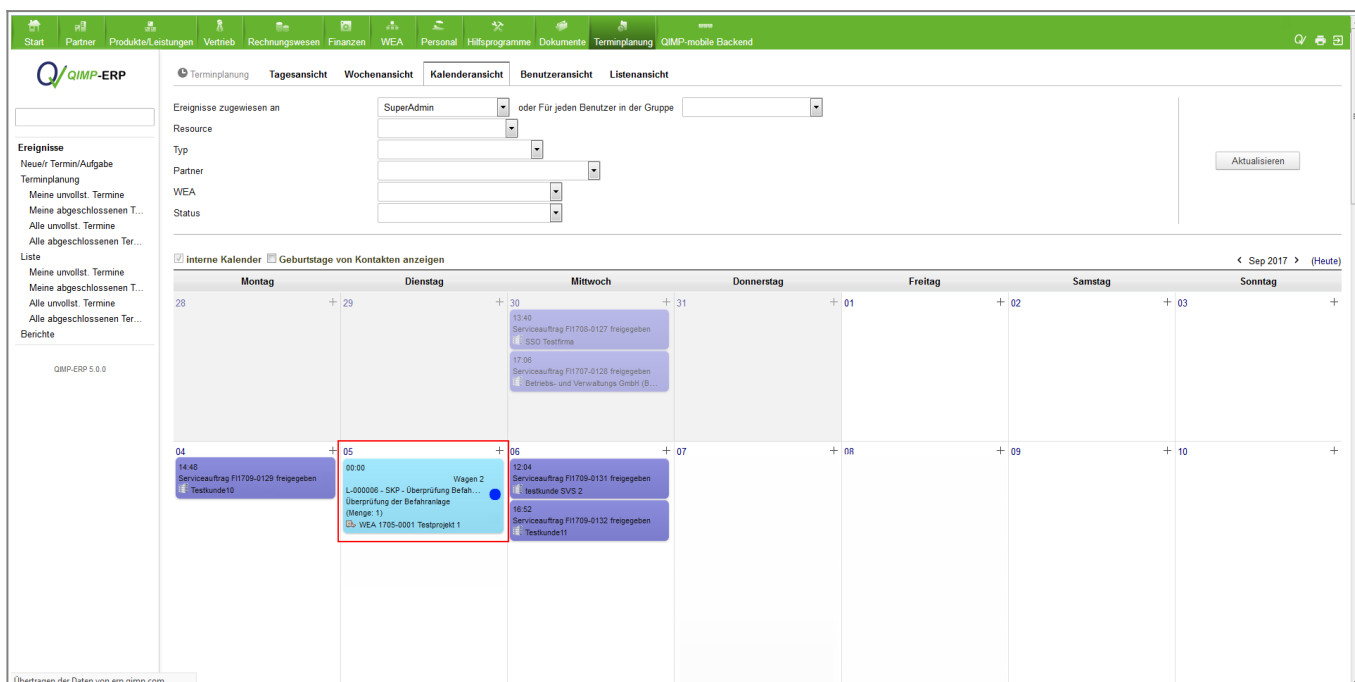 Start Partner Produkte/Leistungen Vertrieb Rechnungswesen Finanzen WEA Personal Hilfsprogramme Dokumente Terminplanung QIMP-mobile Backend
QIMP-ERP
Terminplanung Tagesansicht Wochenansicht Kalenderansicht Benutzeransicht Listenansicht
Ereignisse zugewiesen an SuperAdmin oder Für jeden Benutzer in der Gruppe
Resource
Typ
Partner
WEA
Status
Aktualisieren
Ereignisse
Neue/r Termin/Aufgabe
Terminplanung
Meine unvollst. Termine
Meine abgeschlossenen T...
Alle unvollst. Termine
Alle abgeschlossenen Ter...
Liste
Meine unvollst. Termine
Meine abgeschlossenen T...
Alle unvollst. Termine
Alle abgeschlossenen Ter...
Berichte
QIMP-ERP 5.0.0
interne Kalender Geburtstage von Kontakten anzeigen
< Sep 2017 > (Heute)
Montag Dienstag Mittwoch Donnerstag Freitag Samstag Sonntag
28 + 29 + 30 + 31 + 01 + 02 + 03 +
13:40
Serviceauftrag FI1708-0127 freigegeben
SSO Testfirma
17:06
Serviceauftrag FI1707-0128 freigegeben
Betriebs- und Verwaltungs GmbH (B...
04 + 05 + 06 + 07 + 08 + 09 + 10 +
14:48
Serviceauftrag FI1709-0129 freigegeben
Testkunde10
00:00
Wagen 2
L-000006 - SKP - Überprüfung Befah...
Überprüfung der Befahranlage
(Menge: 1)
WEA 1705-0001 Testprojekt 1
12:04
Serviceauftrag FI1709-0131 freigegeben
testkunde SVS 2
16:52
Serviceauftrag FI1709-0132 freigegeben
Testkunde11
Übertragen der Daten von erp.qimp.com